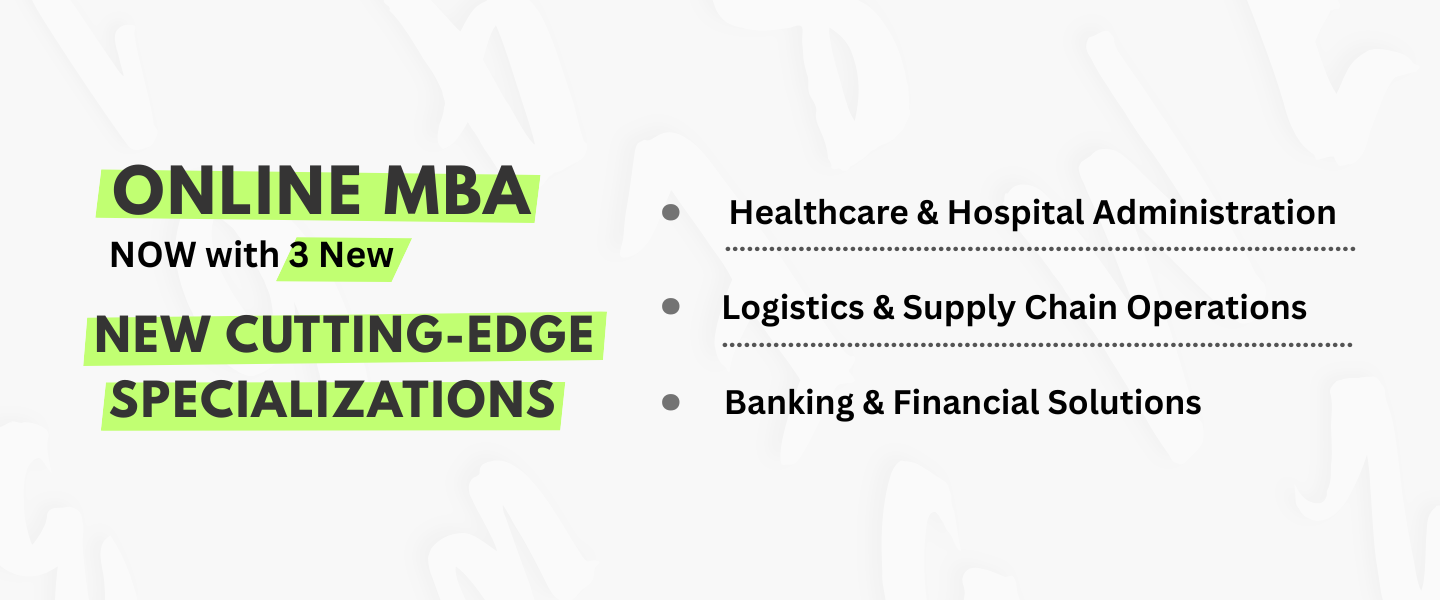 ONLINE MBA
NOW with 3 New
NEW CUTTING-EDGE
SPECIALIZATIONS
Healthcare & Hospital Administration
Logistics & Supply Chain Operations
Banking & Financial Solutions